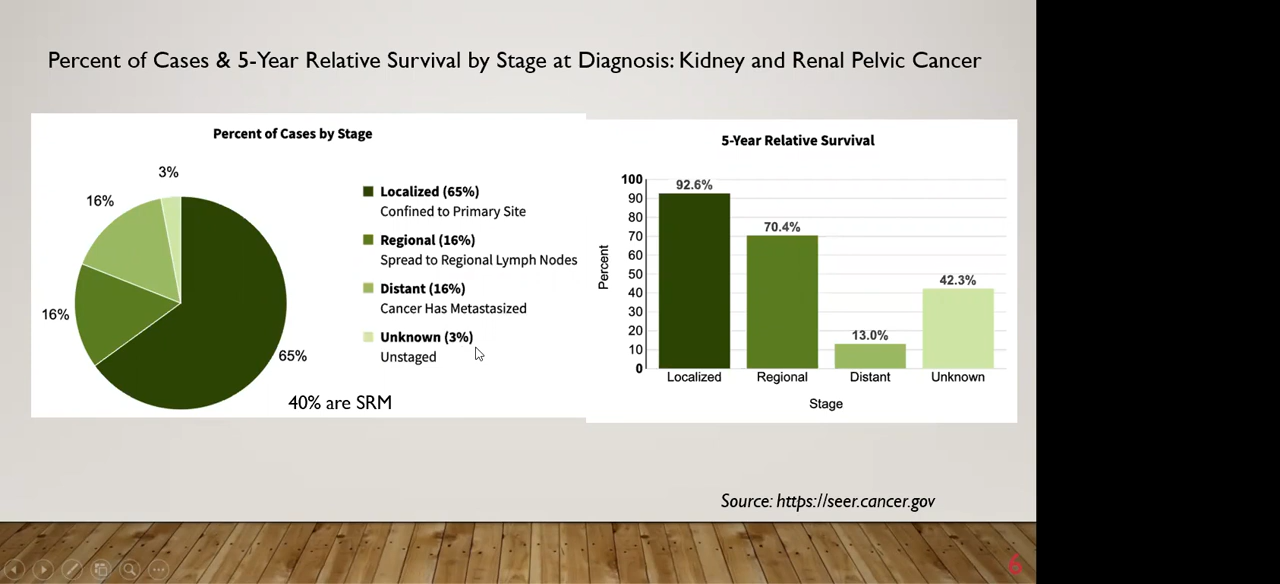 Percent of Cases & 5-Year Relative Survival by Stage at Diagnosis: Kidney and Renal Pelvic Cancer
Percent of Cases by Stage
3%
16%
16%
65%
Localized (65%)
Confined to Primary Site
Regional (16%)
Spread to Regional Lymph Nodes
Distant (16%)
Cancer Has Metastasized
Unknown (3%)
Unstaged
40% are SRM
5-Year Relative Survival
Percent
100
90
80
70
60
50
40
30
20
10
0
92.6%
70.4%
13.0%
42.3%
Localized
Regional
Distant
Unknown
Stage
Source: https://seer.cancer.gov
6